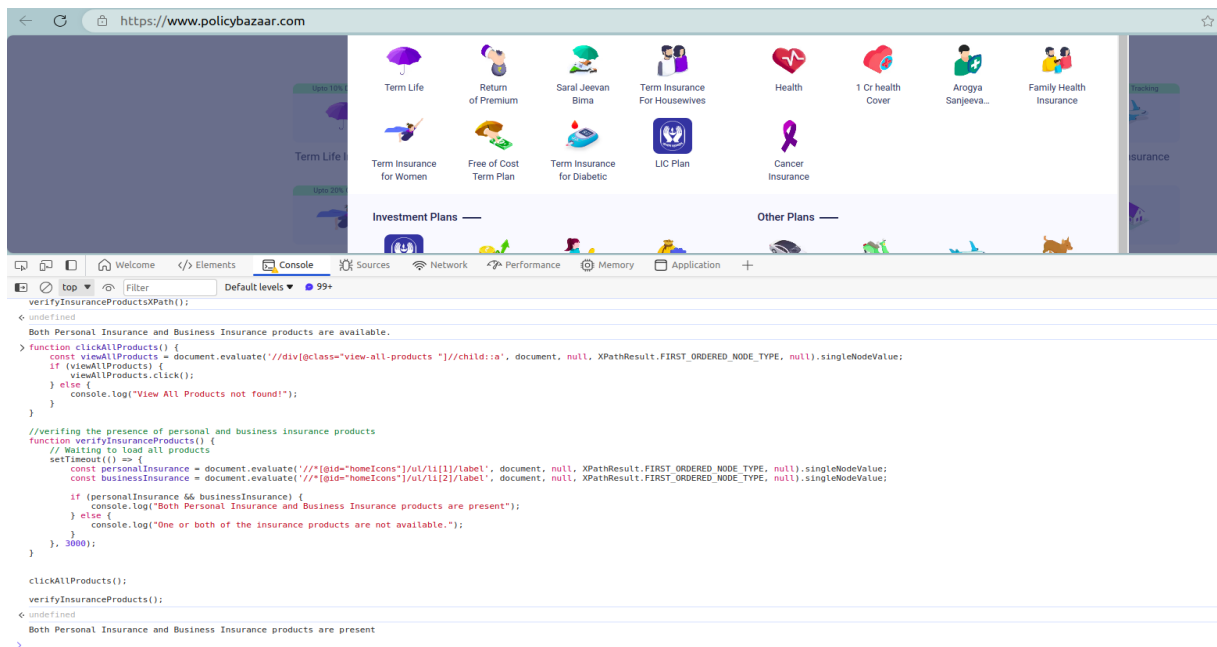 https://www.policybazaar.com
Upto 10%
Term Life I
Upto 20%
Tracking
nsurance
Term Life
Return
of Premium
Saral Jeevan
Bima
Term Insurance
For Housewives
Health
1 Cr health
Cover
Arogya
Sanjeeva...
Family Health
Insurance
Term Insurance
for Women
Free of Cost
Term Plan
Term Insurance
for Diabetic
LIC Plan
Cancer
Insurance
Investment Plans
Other Plans
Welcome </> Elements Console Sources Network Performance Memory Application +
top ▼ Filter Default levels ▼ 99+
verifyInsuranceProductsXPath();
undefined
Both Personal Insurance and Business Insurance products are available.
> function clickAllProducts() {
const viewAllProducts = document.evaluate('//div[@class="view-all-products "]//child::a', document, null, XPathResult.FIRST_ORDERED_NODE_TYPE, null).singleNodeValue;
if (viewAllProducts) {
viewAllProducts.click();
} else {
console.log("View All Products not found!");
}
}
//verifing the presence of personal and business insurance products
function verifyInsuranceProducts() {
// Waiting to load all products
setTimeout(() => {
const personalInsurance = document.evaluate('//*[@id="homeIcons"]/ul/li[1]/label', document, null, XPathResult.FIRST_ORDERED_NODE_TYPE, null).singleNodeValue;
const businessInsurance = document.evaluate('//*[@id="homeIcons"]/ul/li[2]/label', document, null, XPathResult.FIRST_ORDERED_NODE_TYPE, null).singleNodeValue;
if (personalInsurance && businessInsurance) {
console.log("Both Personal Insurance and Business Insurance products are present");
} else {
console.log("One or both of the insurance products are not available.");
}
}, 3000);
}
clickAllProducts();
verifyInsuranceProducts();
undefined
Both Personal Insurance and Business Insurance products are present
>